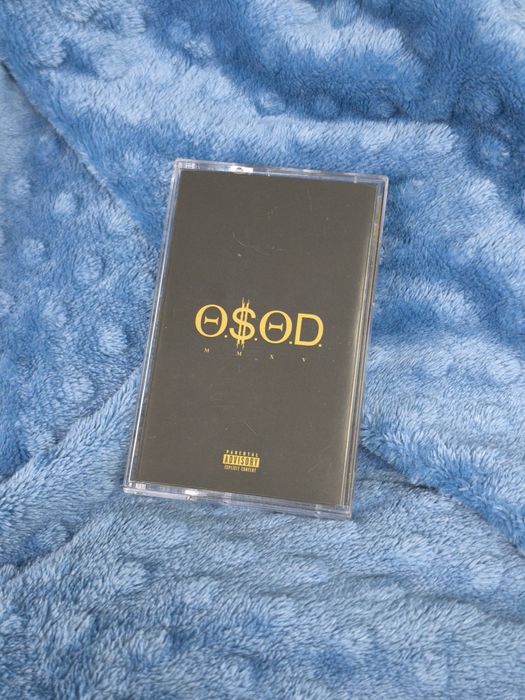 Θ.$.Θ.D.
M M X V
PARENTAL
ADVISORY
EXPLICIT CONTENT